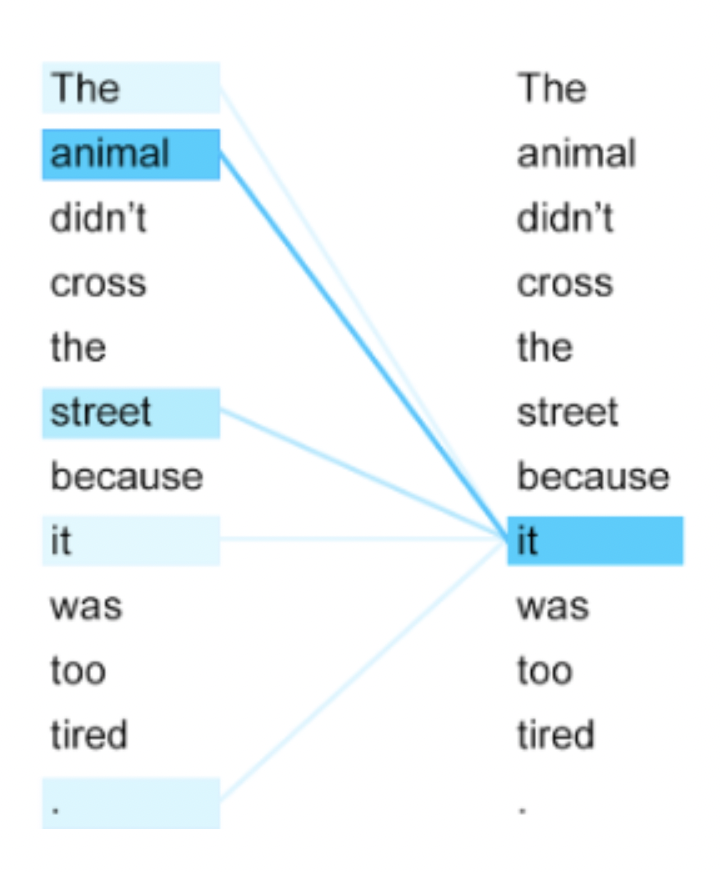 The The
animal animal
didn't didn't
cross cross
the the
street street
because because
it it
was was
too too
tired tired
. .